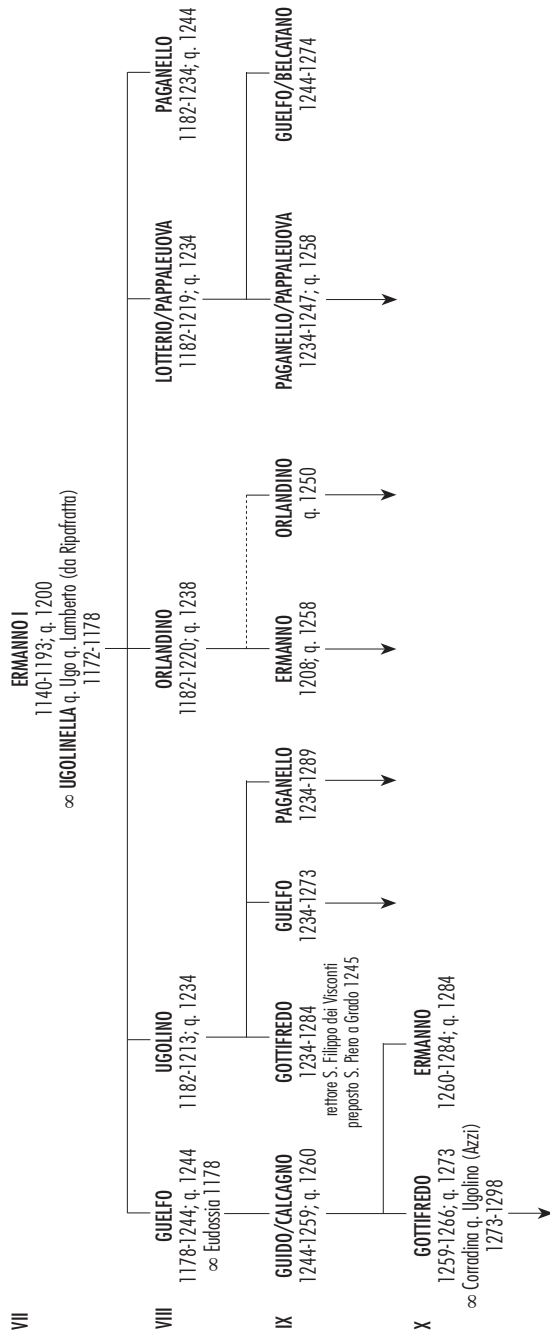 VII
ERMANNO I
1140-1193; q. 1200
∞ UGOLINELLA q. Ugo q. Lamberto (da Ripafratta)
1172-1178
VIII
GUELFO
1178-1244; q. 1244
∞ Eudossia 1178
UGOLINO
1182-1213; q. 1234
ORLANDINO
1182-1220; q. 1238
LOTTERIO/PAPPALEUOVA
1182-1219; q. 1234
PAGANELLO
1182-1234; q. 1244
IX
GUIDO/CALCAGNO
1244-1259; q. 1260
GOTTIFREDO
1234-1284
rettore S. Filippo dei Visconti
preposto S. Piero a Grado 1245
GUELFO
1234-1273
PAGANELLO
1234-1289
ERMANNO
1208; q. 1258
ORLANDINO
q. 1250
PAGANELLO/PAPPALEUOVA
1234-1247; q. 1258
GUELFO/BELCATANO
1244-1274
X
GOTTIFREDO
1259-1266; q. 1273
∞ Corradina q. Ugolino (Azzi)
1273-1298
ERMANNO
1260-1284; q. 1284